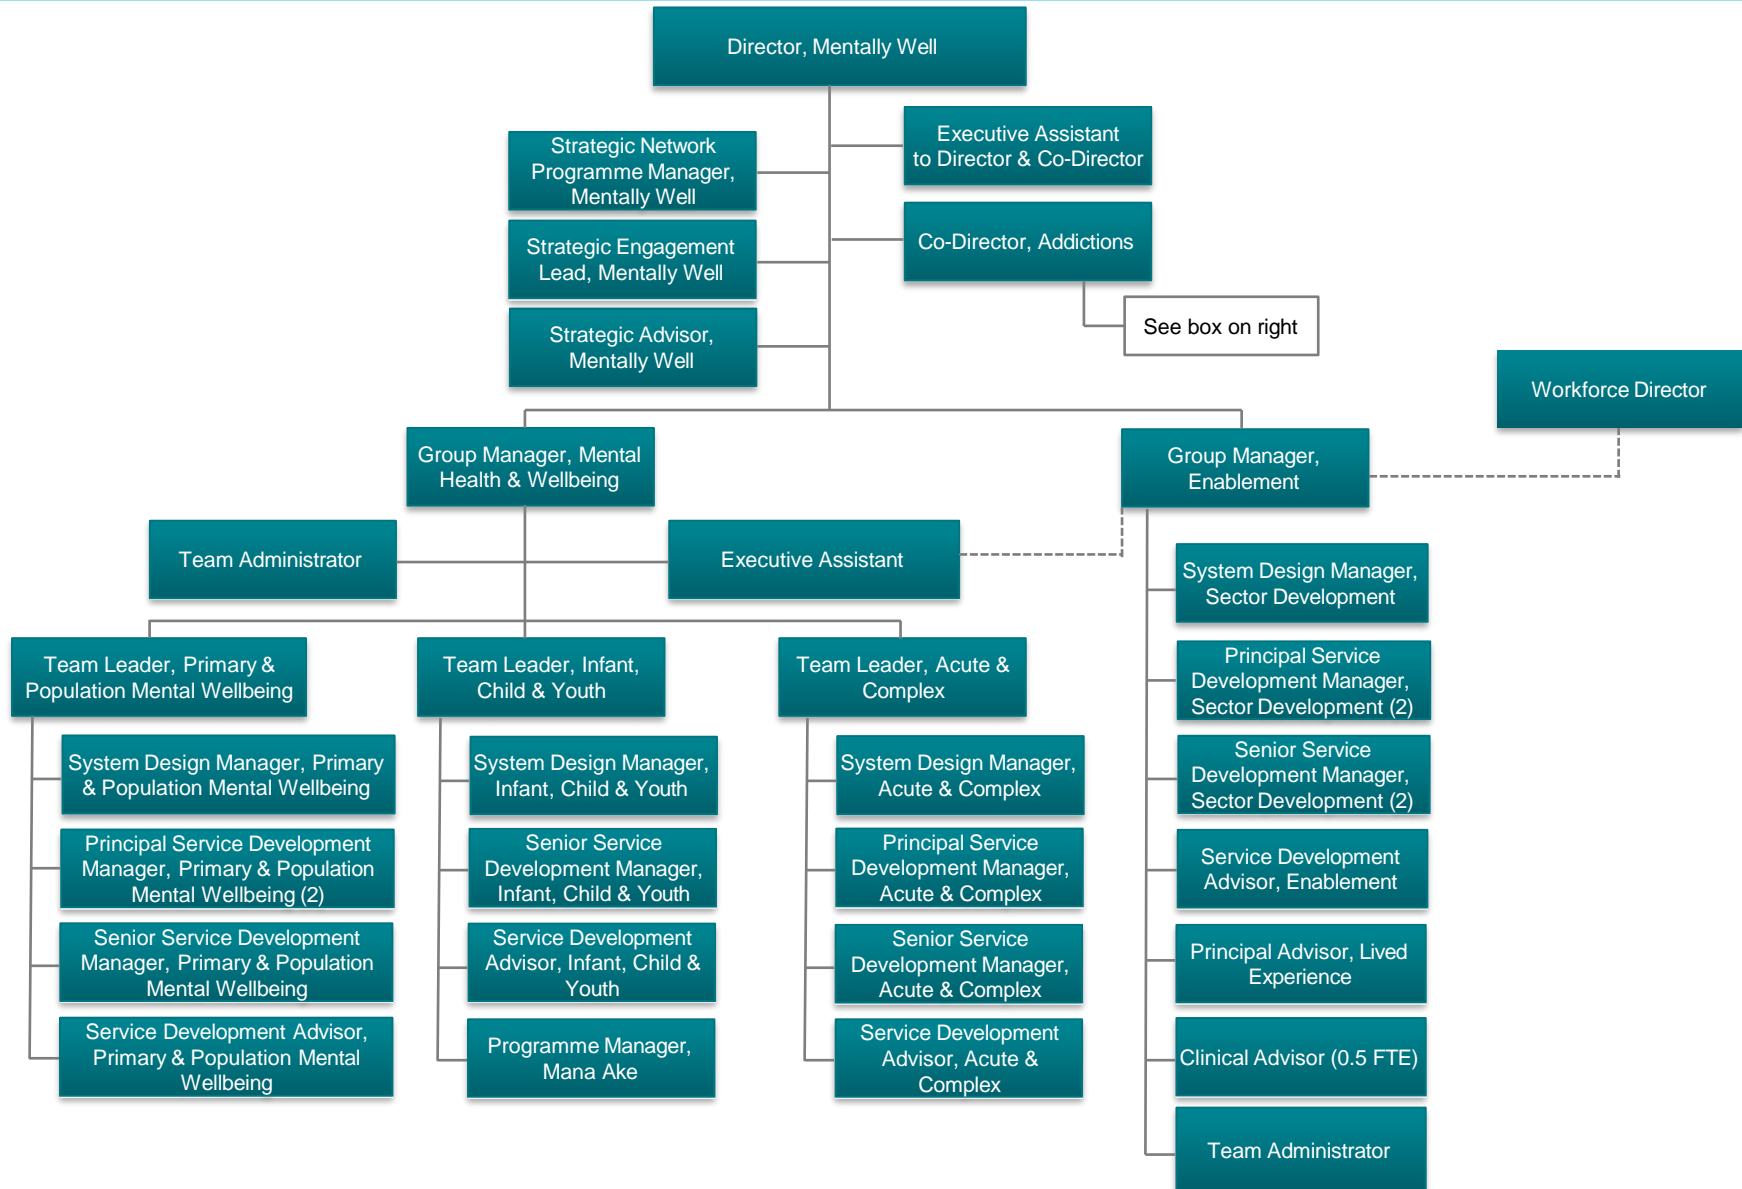 Director, Mentally Well
Executive Assistant
to Director & Co-Director
Strategic Network
Programme Manager,
Mentally Well
Co-Director, Addictions
Strategic Engagement
Lead, Mentally Well
See box on right
Strategic Advisor,
Mentally Well
Workforce Director
Group Manager, Mental
Health & Wellbeing
Group Manager,
Enablement
Team Administrator
Executive Assistant
Team Leader, Primary &
Population Mental Wellbeing
System Design Manager, Primary
& Population Mental Wellbeing
Principal Service Development
Manager, Primary & Population
Mental Wellbeing (2)
Senior Service Development
Manager, Primary & Population
Mental Wellbeing
Service Development Advisor,
Primary & Population Mental
Wellbeing
Team Leader, Infant,
Child & Youth
System Design Manager,
Infant, Child & Youth
Senior Service
Development Manager,
Infant, Child & Youth
Service Development
Advisor, Infant, Child &
Youth
Programme Manager,
Mana Ake
Team Leader, Acute &
Complex
System Design Manager,
Acute & Complex
Principal Service
Development Manager,
Acute & Complex
Senior Service
Development Manager,
Acute & Complex
Service Development
Advisor, Acute &
Complex
System Design Manager,
Sector Development
Principal Service
Development Manager,
Sector Development (2)
Senior Service
Development Manager,
Sector Development (2)
Service Development
Advisor, Enablement
Principal Advisor, Lived
Experience
Clinical Advisor (0.5 FTE)
Team Administrator